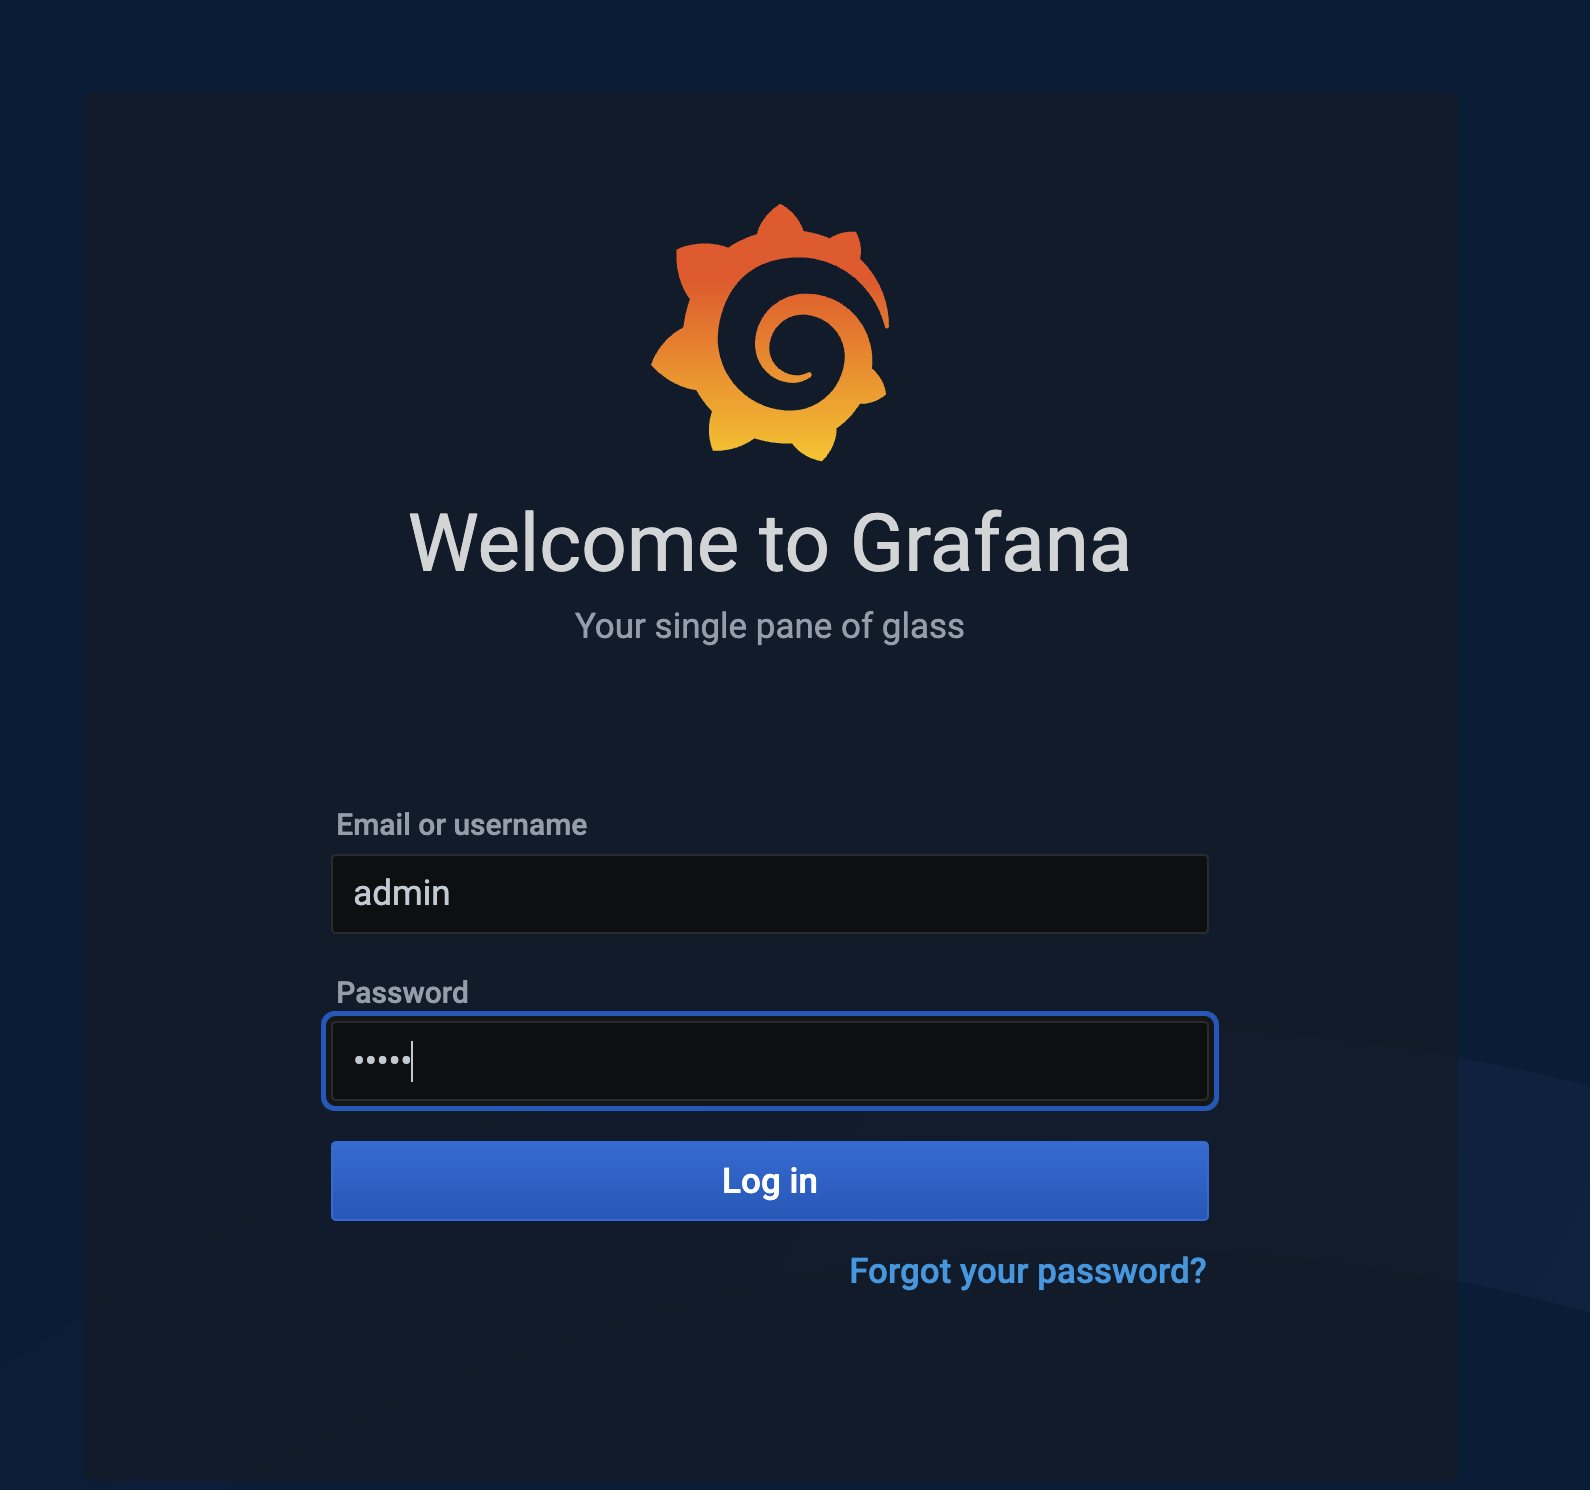 Welcome to Grafana
Your single pane of glass
Email or username
admin
Password
•••••
Log in
Forgot your password?